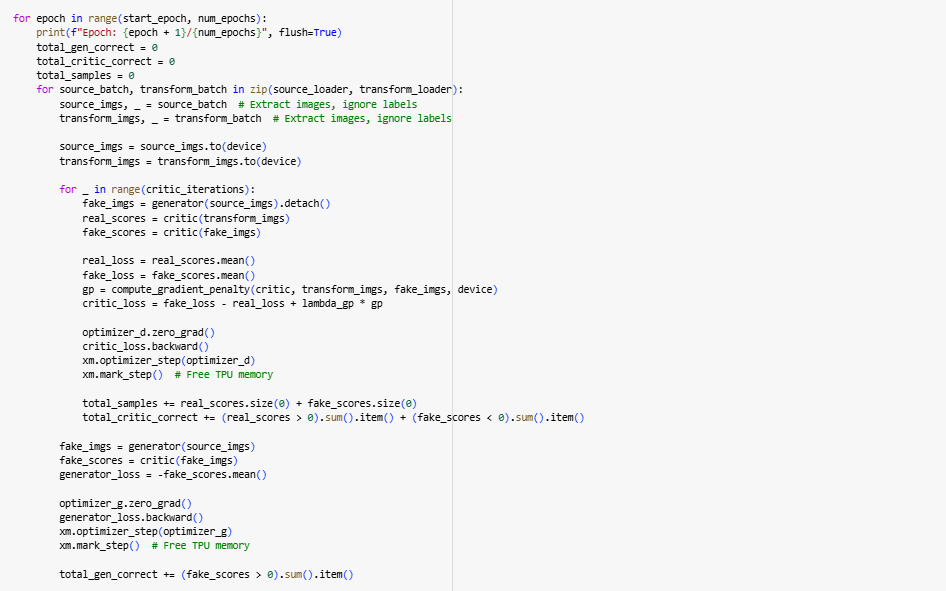 for epoch in range(start_epoch, num_epochs):
    print(f"Epoch: {epoch + 1}/{num_epochs}", flush=True)
    total_gen_correct = 0
    total_critic_correct = 0
    total_samples = 0
    for source_batch, transform_batch in zip(source_loader, transform_loader):
        source_imgs, _ = source_batch  # Extract images, ignore labels
        transform_imgs, _ = transform_batch  # Extract images, ignore labels

        source_imgs = source_imgs.to(device)
        transform_imgs = transform_imgs.to(device)

        for _ in range(critic_iterations):
            fake_imgs = generator(source_imgs).detach()
            real_scores = critic(transform_imgs)
            fake_scores = critic(fake_imgs)

            real_loss = real_scores.mean()
            fake_loss = fake_scores.mean()
            gp = compute_gradient_penalty(critic, transform_imgs, fake_imgs, device)
            critic_loss = fake_loss - real_loss + lambda_gp * gp

            optimizer_d.zero_grad()
            critic_loss.backward()
            xm.optimizer_step(optimizer_d)
            xm.mark_step()  # Free TPU memory

            total_samples += real_scores.size(0) + fake_scores.size(0)
            total_critic_correct += (real_scores > 0).sum().item() + (fake_scores < 0).sum().item()

        fake_imgs = generator(source_imgs)
        fake_scores = critic(fake_imgs)
        generator_loss = -fake_scores.mean()

        optimizer_g.zero_grad()
        generator_loss.backward()
        xm.optimizer_step(optimizer_g)
        xm.mark_step()  # Free TPU memory

        total_gen_correct += (fake_scores > 0).sum().item()